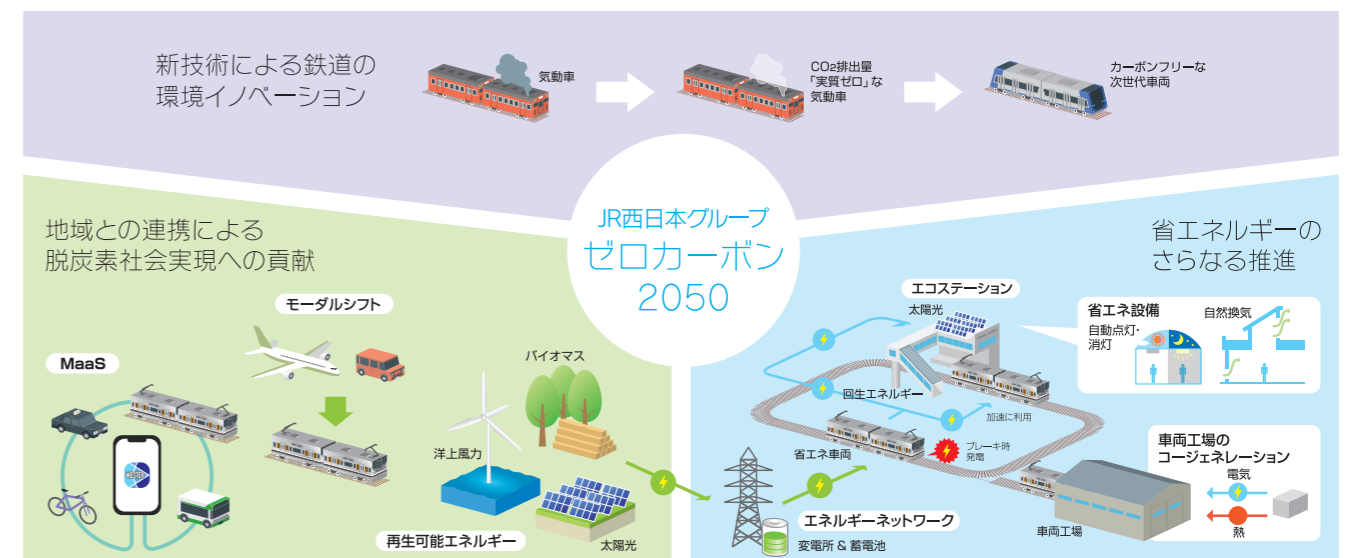 新技術による鉄道の
環境イノベーション
気動車
CO2排出量
「実質ゼロ」な
気動車
カーボンフリーな
次世代車両
JR西日本グループ
ゼロカーボン
2050
地域との連携による
脱炭素社会実現への貢献
モーダルシフト
MaaS
バイオマス
洋上風力
太陽光
再生可能エネルギー
省エネルギーの
さらなる推進
エコステーション
太陽光
省エネ設備
自動点灯・
消灯
自然換気
回生エネルギー
加速に利用
省エネ車両
ブレーキ時
発電
エネルギーネットワーク
変電所 & 蓄電池
車両工場の
コージェネレーション
電気
熱
車両工場